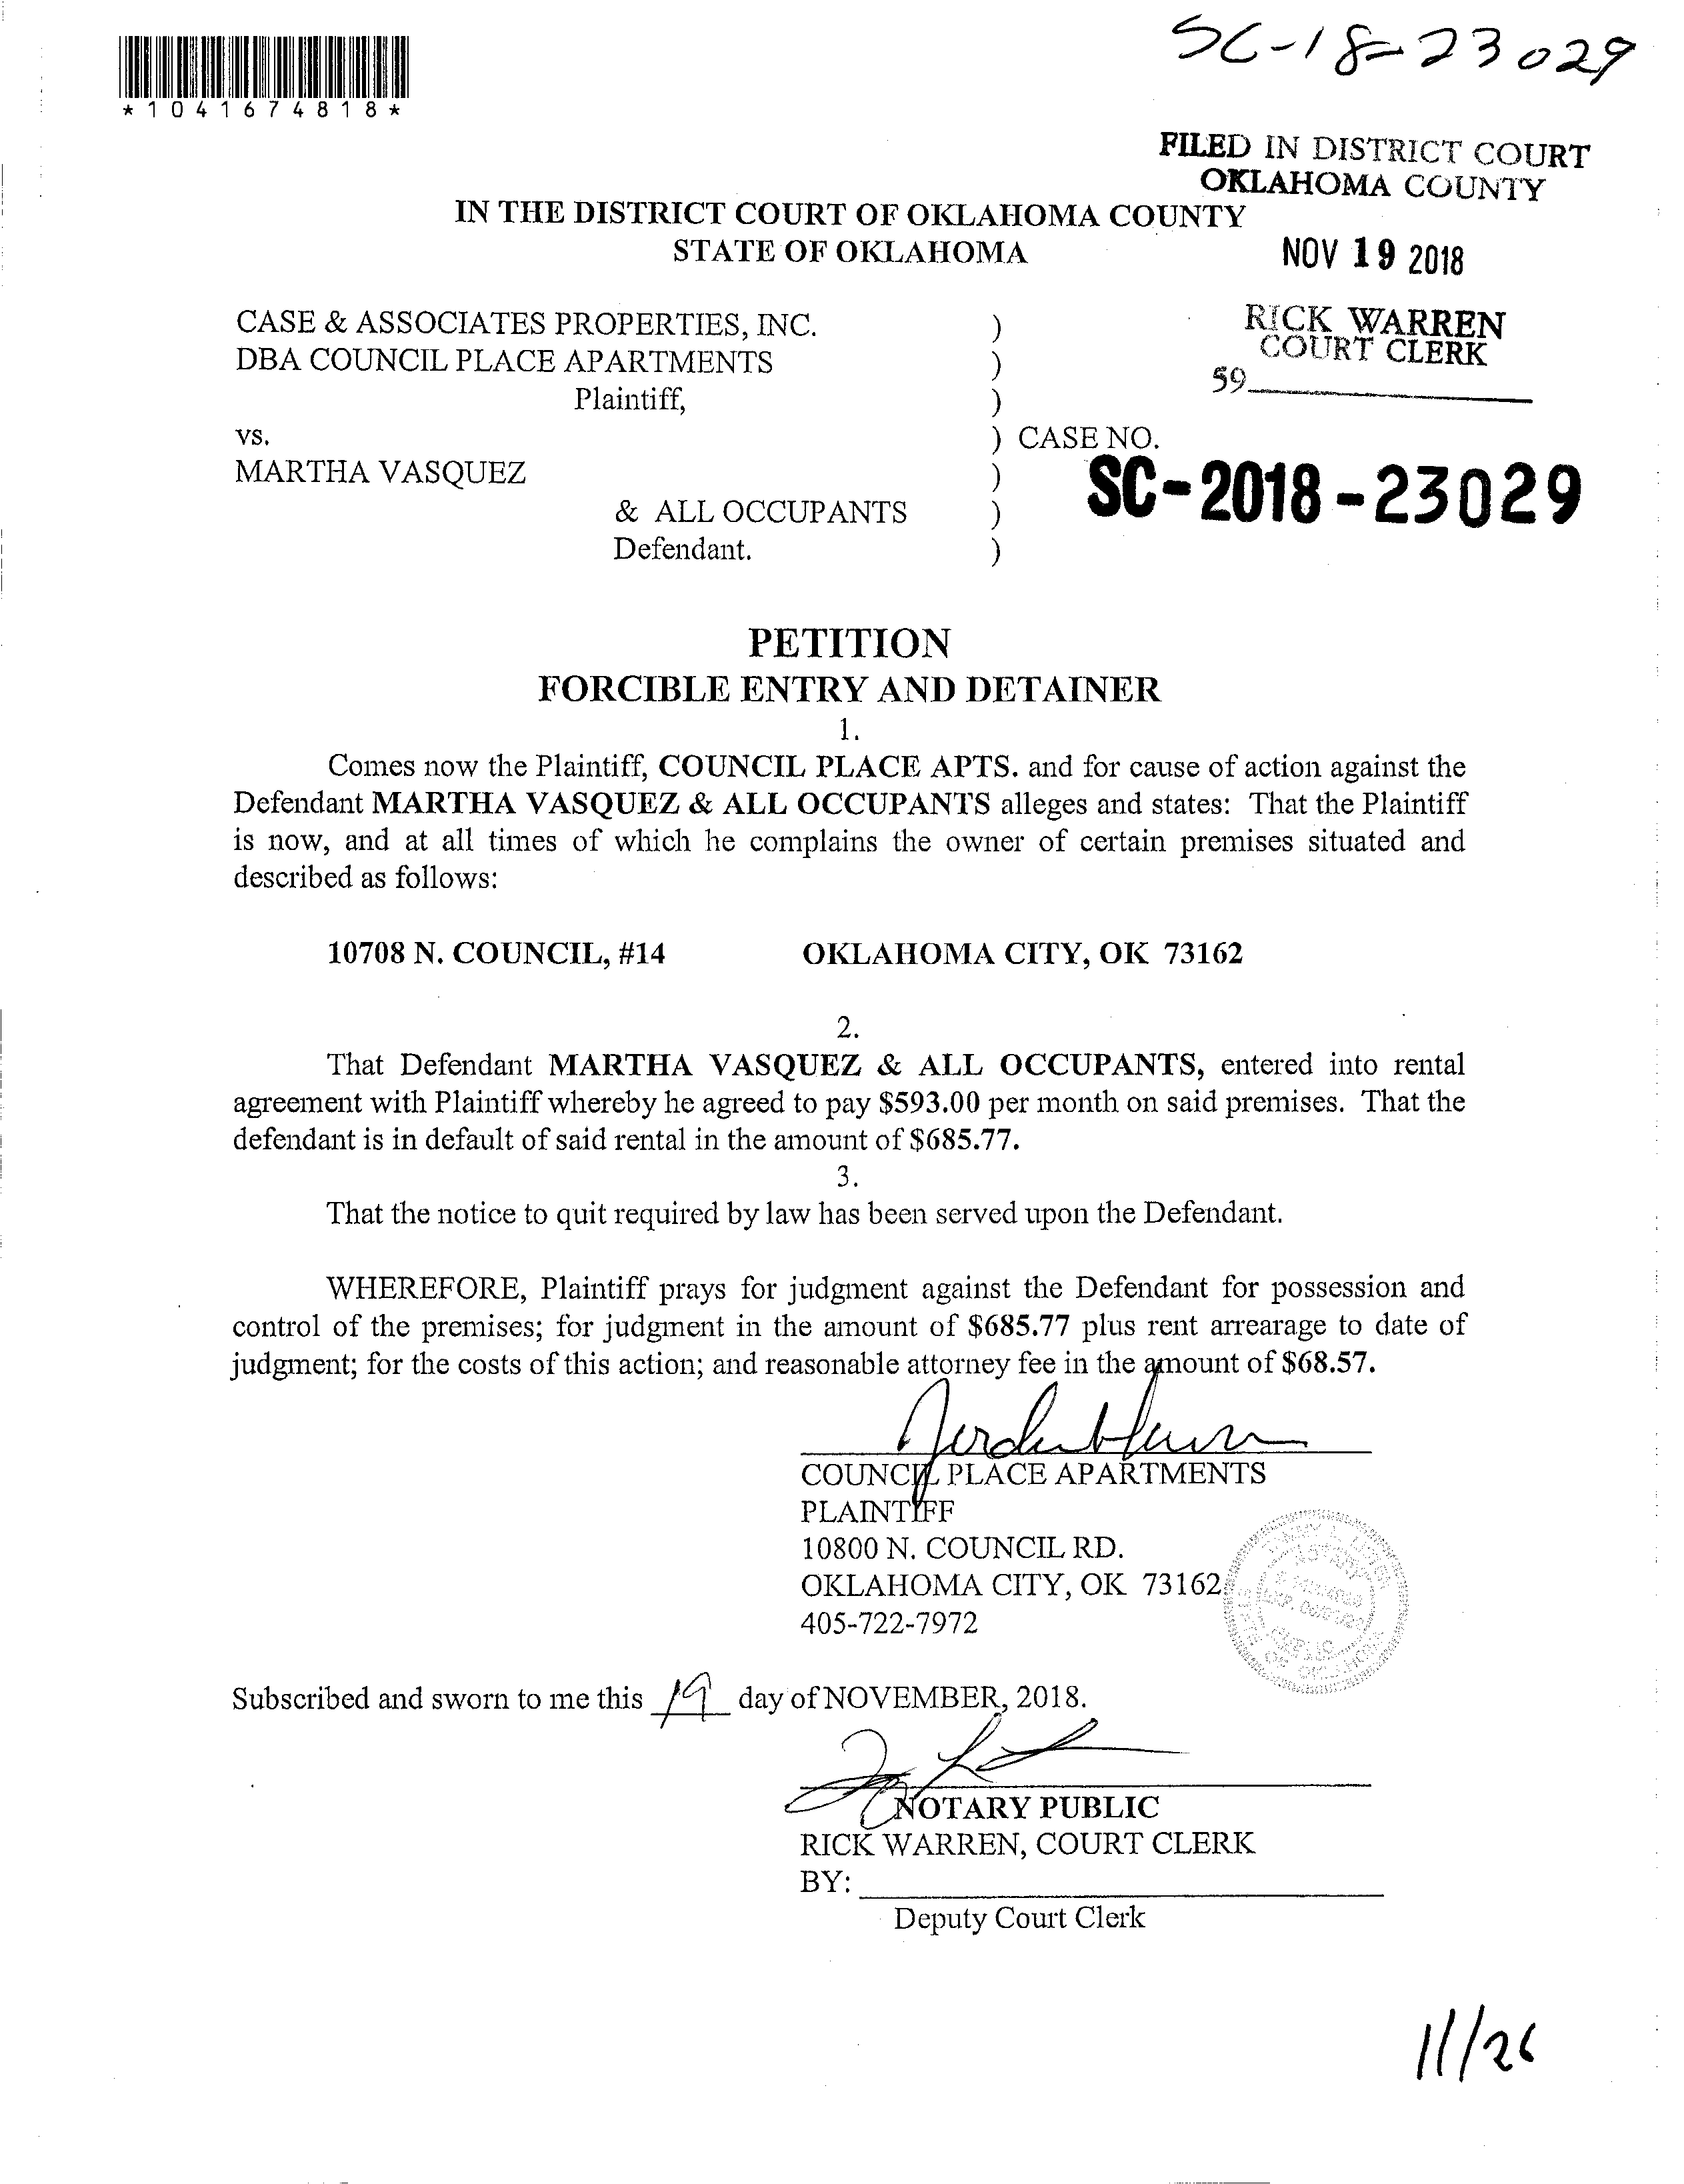 SC-18-23029
*1041674818*
FILED IN DISTRICT COURT
OKLAHOMA COUNTY
IN THE DISTRICT COURT OF OKLAHOMA COUNTY
STATE OF OKLAHOMA
NOV 19 2018
RICK WARREN
COURT CLERK
59
CASE & ASSOCIATES PROPERTIES, INC. )
DBA COUNCIL PLACE APARTMENTS )
Plaintiff, )
vs. ) CASE NO.
MARTHA VASQUEZ ) SC-2018-23029
& ALL OCCUPANTS )
Defendant. )
PETITION
FORCIBLE ENTRY AND DETAINER
1.
Comes now the Plaintiff, COUNCIL PLACE APTS. and for cause of action against the
Defendant MARTHA VASQUEZ & ALL OCCUPANTS alleges and states: That the Plaintiff
is now, and at all times of which he complains the owner of certain premises situated and
described as follows:
10708 N. COUNCIL, #14 OKLAHOMA CITY, OK 73162
2.
That Defendant MARTHA VASQUEZ & ALL OCCUPANTS, entered into rental
agreement with Plaintiff whereby he agreed to pay $593.00 per month on said premises. That the
defendant is in default of said rental in the amount of $685.77.
3.
That the notice to quit required by law has been served upon the Defendant.
WHEREFORE, Plaintiff prays for judgment against the Defendant for possession and
control of the premises; for judgment in the amount of $685.77 plus rent arrearage to date of
judgment; for the costs of this action; and reasonable attorney fee in the amount of $68.57.
COUNCIL PLACE APARTMENTS
PLAINTIFF
10800 N. COUNCIL RD.
OKLAHOMA CITY, OK 73162
405-722-7972
Subscribed and sworn to me this 19 day of NOVEMBER, 2018.
NOTARY PUBLIC
RICK WARREN, COURT CLERK
BY:
Deputy Court Clerk
11/26